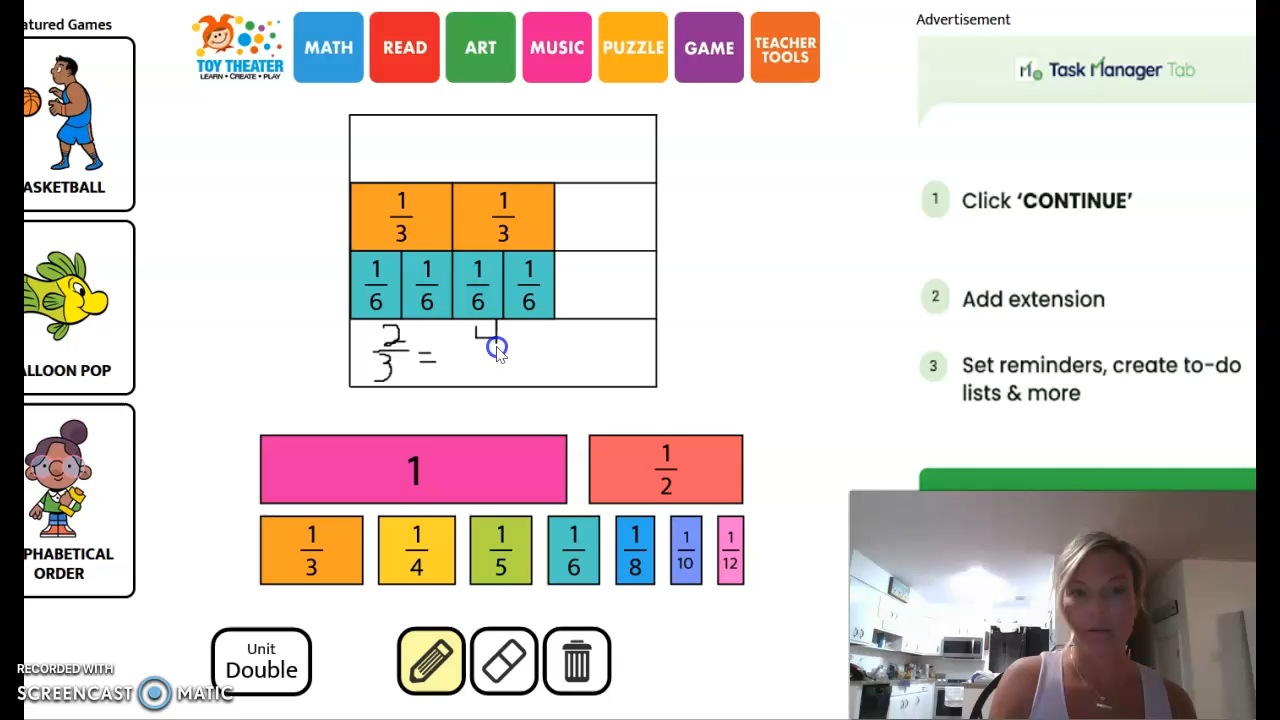 atured Games
ASKETBALL
ALLOON POP
PHABETICAL
ORDER
TOY THEATER
LEARN • CREATE • PLAY
MATH
READ
ART
MUSIC
PUZZLE
GAME
TEACHER
TOOLS
1/3 1/3
1/6 1/6 1/6 1/6
2/3 = 4
1 1/2
1/3 1/4 1/5 1/6 1/8 1/10 1/12
Unit
Double
RECORDED WITH
SCREENCAST MATIC
Advertisement
Task Manager Tab
1 Click ‘CONTINUE’
2 Add extension
3 Set reminders, create to-do
lists & more